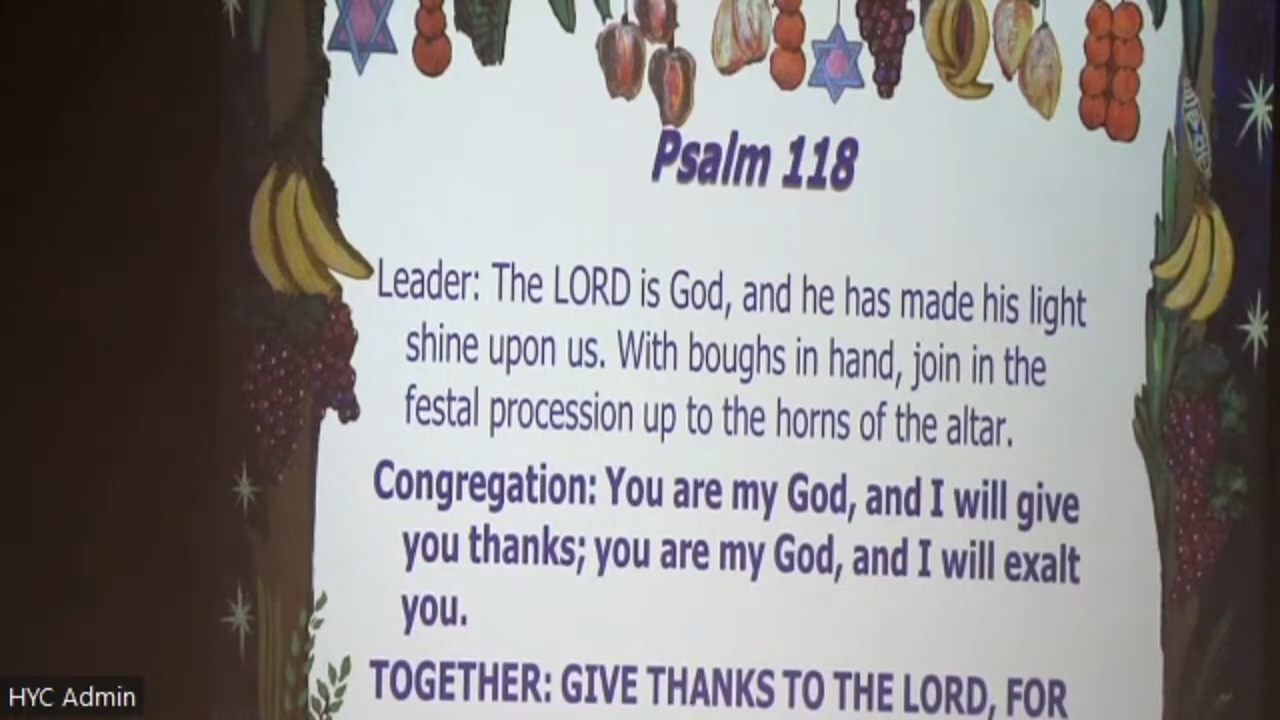 Psalm 118
Leader: The LORD is God, and he has made his light
shine upon us. With boughs in hand, join in the
festal procession up to the horns of the altar.
Congregation: You are my God, and I will give
you thanks; you are my God, and I will exalt
you.
TOGETHER: GIVE THANKS TO THE LORD, FOR
HYC Admin